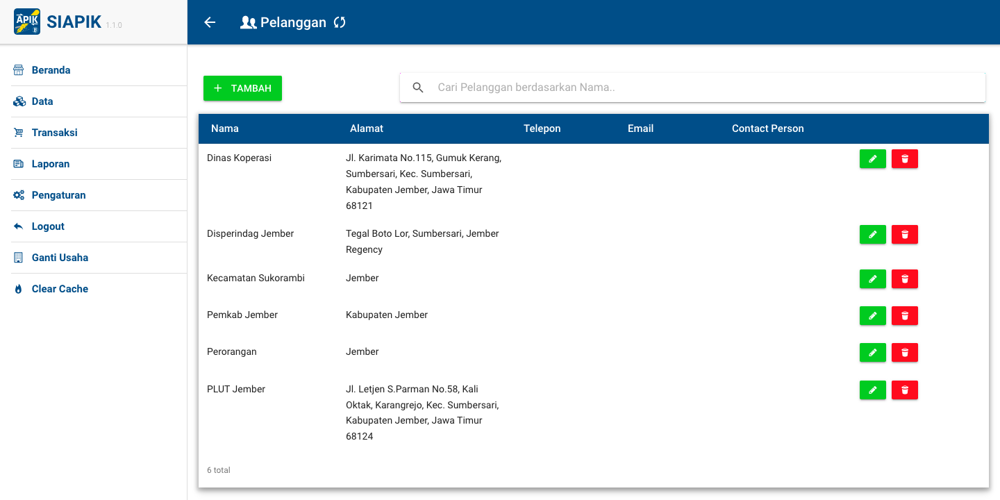 APIK
SIAPIK 1.1.0
Pelanggan
Beranda
Data
Transaksi
Laporan
Pengaturan
Logout
Ganti Usaha
Clear Cache
TAMBAH
Cari Pelanggan berdasarkan Nama..
Nama Alamat Telepon Email Contact Person
Dinas Koperasi Jl. Karimata No.115, Gumuk Kerang,
Sumbersari, Kec. Sumbersari,
Kabupaten Jember, Jawa Timur
68121
Disperindag Jember Tegal Boto Lor, Sumbersari, Jember
Regency
Kecamatan Sukorambi Jember
Pemkab Jember Kabupaten Jember
Perorangan Jember
PLUT Jember Jl. Letjen S.Parman No.58, Kali
Oktak, Karangrejo, Kec. Sumbersari,
Kabupaten Jember, Jawa Timur
68124
6 total